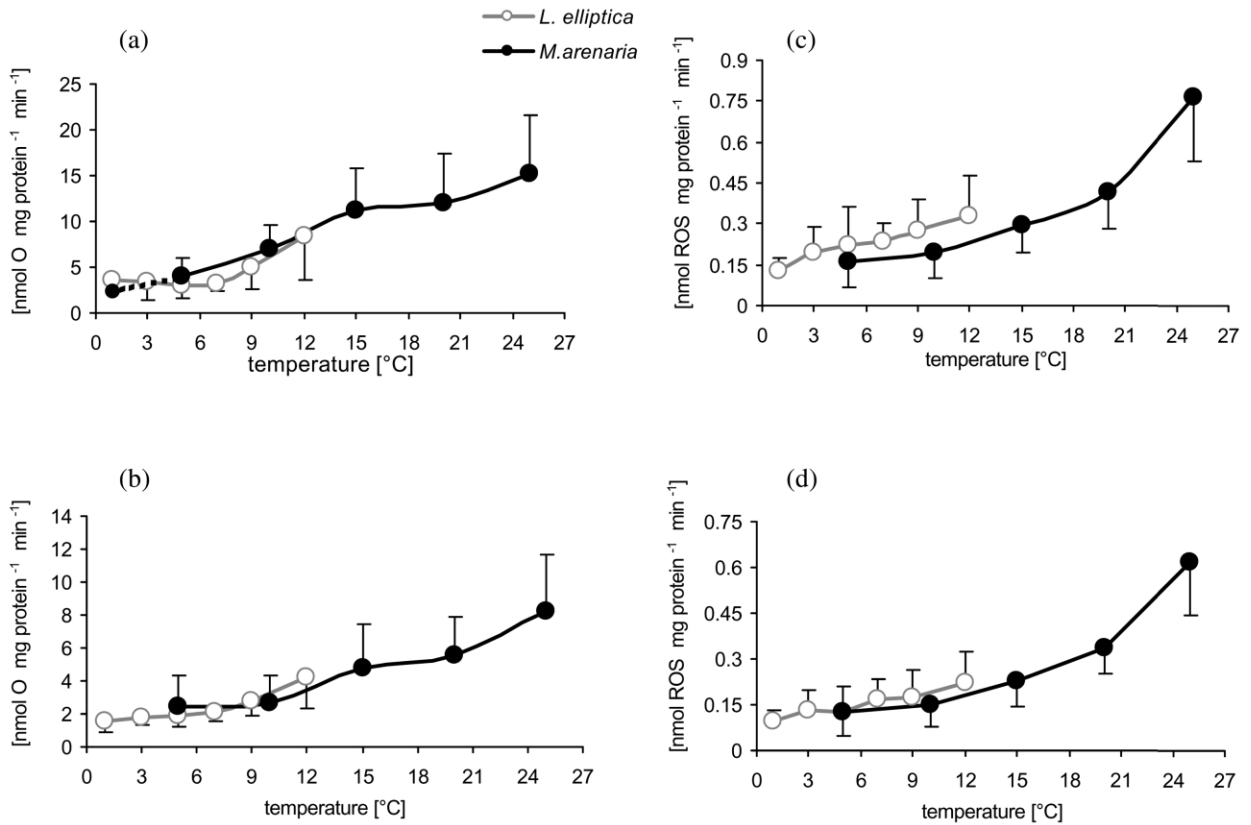 L. elliptica
M.arenaria
(a)
[nmol O mg protein -1 min -1]
25
20
15
10
5
0
0 3 6 9 12 15 18 21 24 27
temperature [°C]
(c)
[nmol ROS mg protein -1 min -1]
0.9
0.75
0.6
0.45
0.3
0.15
0
0 3 6 9 12 15 18 21 24 27
temperature [°C]
(b)
[nmol O mg protein -1 min -1]
14
12
10
8
6
4
2
0
0 3 6 9 12 15 18 21 24 27
temperature [°C]
(d)
[nmol ROS mg protein -1 min -1]
0.75
0.6
0.45
0.3
0.15
0
0 3 6 9 12 15 18 21 24 27
temperature [°C]